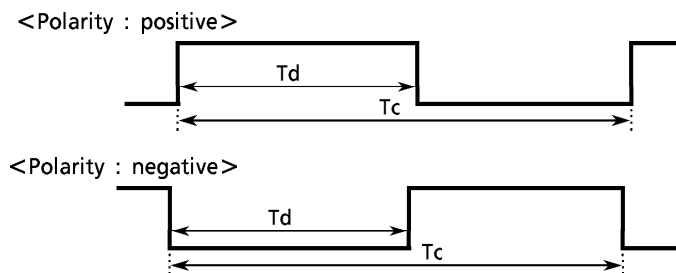 <Polarity : positive>
Td
Tc
<Polarity : negative>
Td
Tc